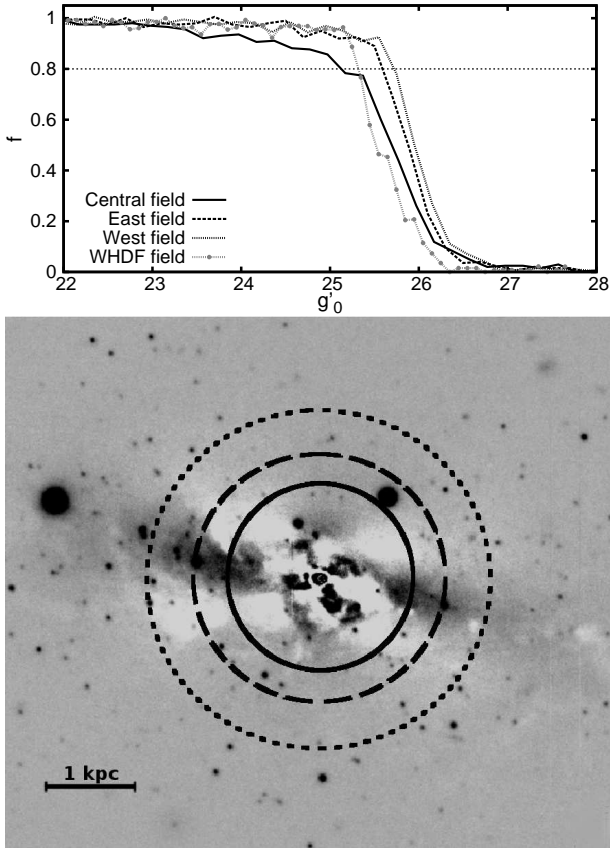 1
0.8
f
0.6
0.4
0.2
0
Central field
East field
West field
WHDF field
22 23 24 25 26 27 28
g'0
1 kpc